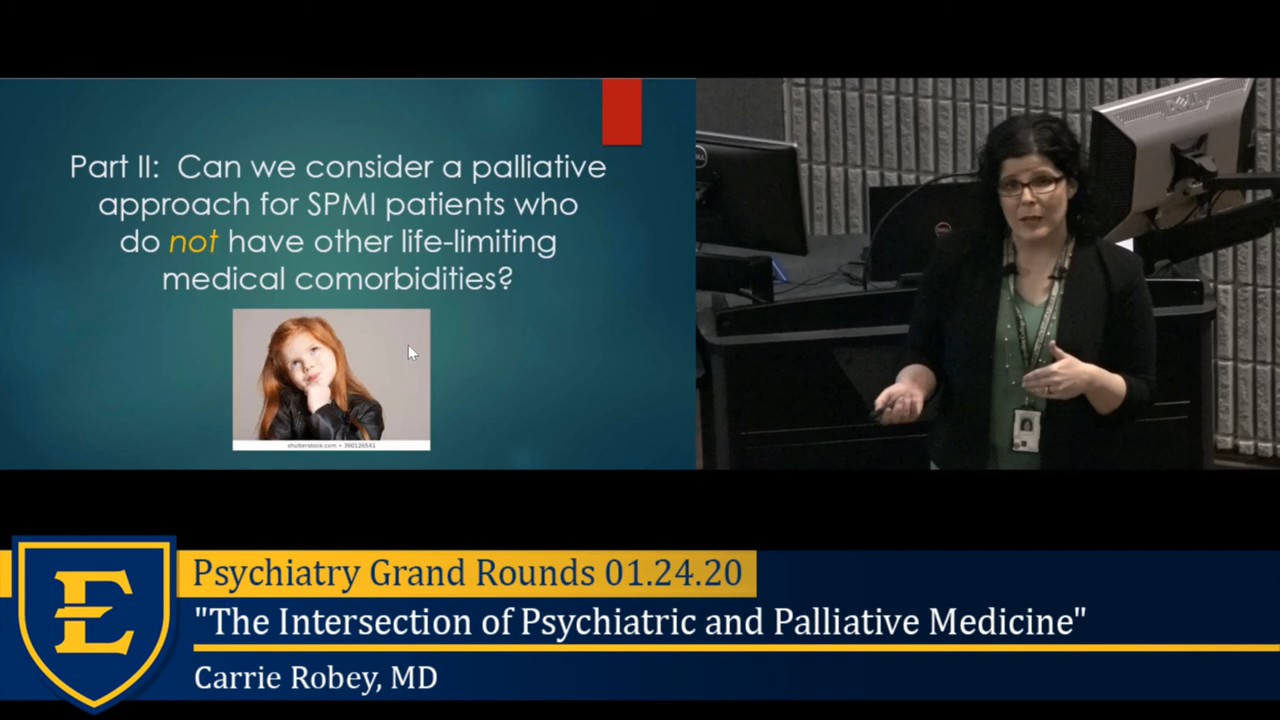 Part II:  Can we consider a palliative
approach for SPMI patients who
do not have other life-limiting
medical comorbidities?
shutterstock.com • 390126541
DELL
DELL
E
Psychiatry Grand Rounds 01.24.20
"The Intersection of Psychiatric and Palliative Medicine"
Carrie Robey, MD